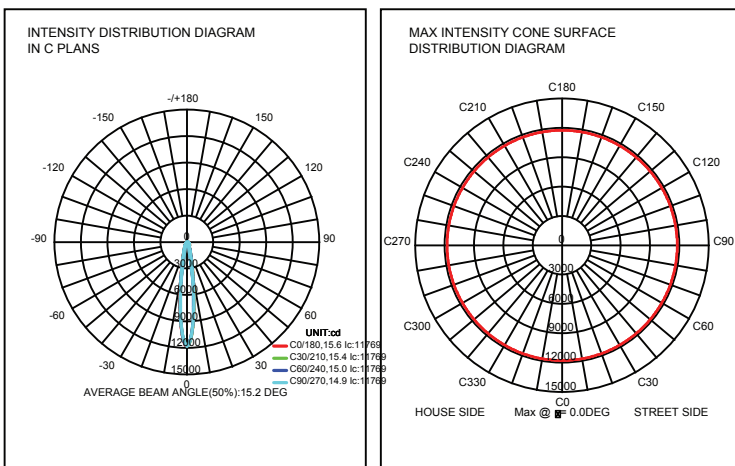 INTENSITY DISTRIBUTION DIAGRAM
IN C PLANS
-/+180
-150
150
-120
120
-90
90
-60
60
-30
30
0
0
3000
6000
9000
12000
15000
UNIT:cd
C0/180,15.6 Ic:11769
C30/210,15.4 Ic:11769
C60/240,15.0 Ic:11769
C90/270,14.9 Ic:11769
AVERAGE BEAM ANGLE(50%):15.2 DEG
MAX INTENSITY CONE SURFACE
DISTRIBUTION DIAGRAM
C180
C210
C150
C240
C120
C270
C90
C300
C60
C330
C30
C0
0
3000
6000
9000
12000
15000
HOUSE SIDE
Max @ = 0.0DEG
STREET SIDE